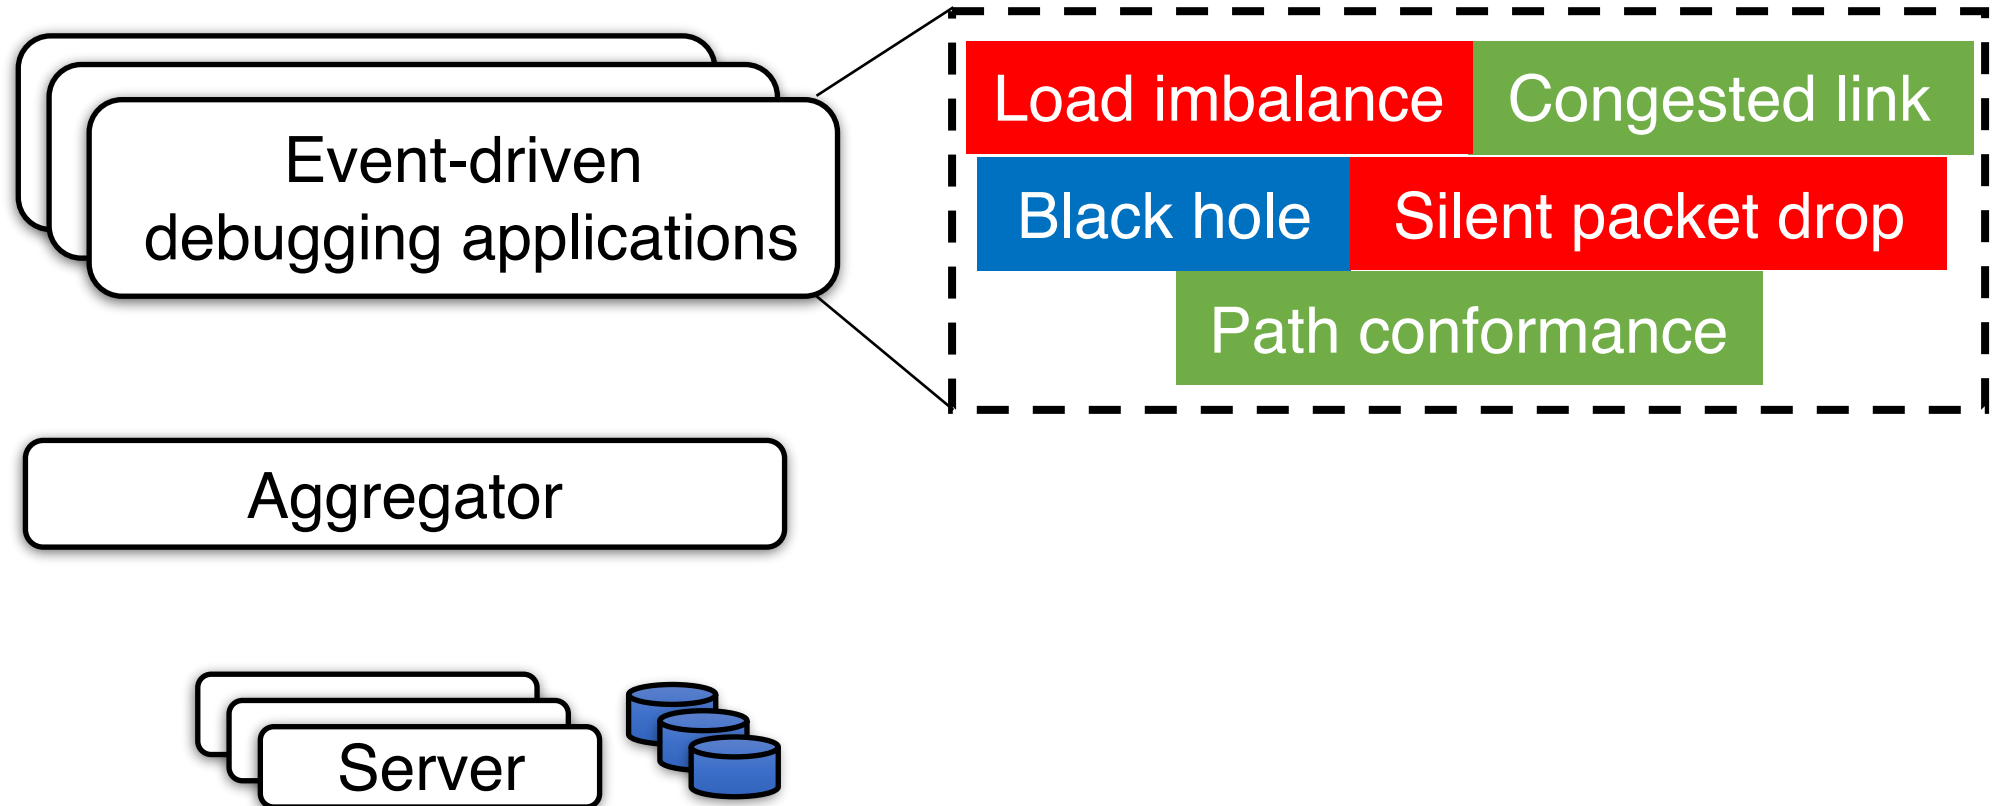 Event-driven
debugging applications
Load imbalance
Congested link
Black hole
Silent packet drop
Path conformance
Aggregator
Server